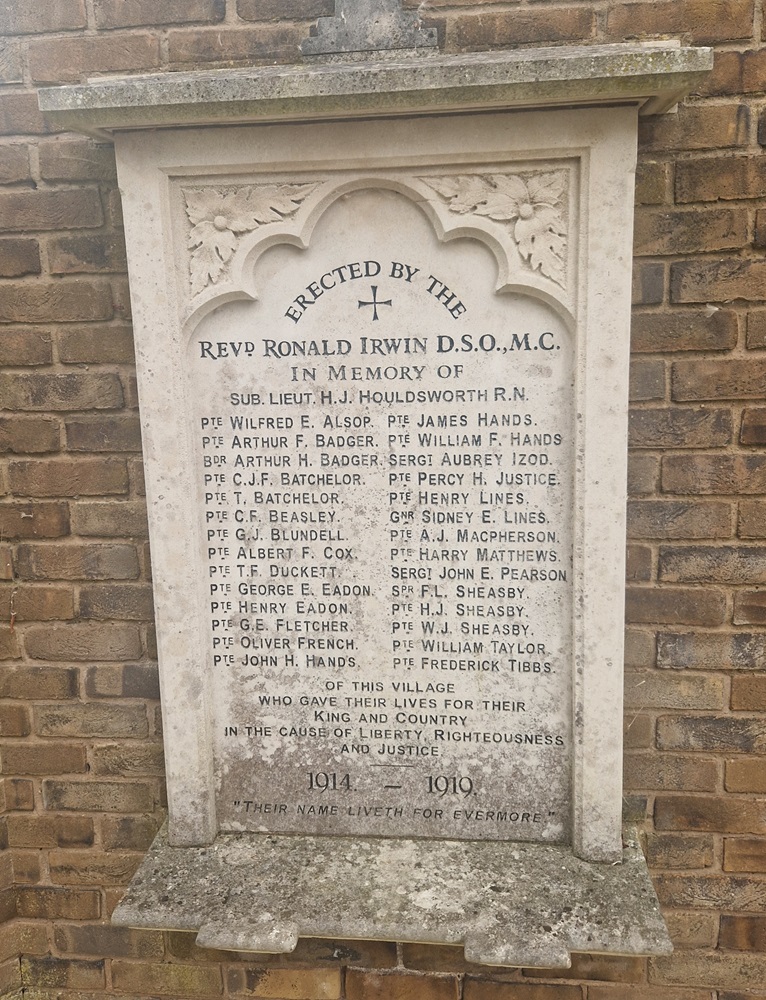 ERECTED BY THE
REVD RONALD IRWIN D.S.O., M.C.
IN MEMORY OF
SUB. LIEUT. H.J. HOULDSWORTH R.N.
PTE WILFRED E. ALSOP. PTE JAMES HANDS.
PTE ARTHUR F. BADGER. PTE WILLIAM F. HANDS
BDR ARTHUR H. BADGER. SERGT AUBREY IZOD.
PTE C.J.F. BATCHELOR. PTE PERCY H. JUSTICE.
PTE T. BATCHELOR. PTE HENRY LINES.
PTE C.F. BEASLEY. GNR SIDNEY E. LINES.
PTE G.J. BLUNDELL. PTE A.J. MACPHERSON.
PTE ALBERT F. COX. PTE HARRY MATTHEWS.
PTE T.F. DUCKETT. SERGT JOHN E. PEARSON
PTE GEORGE E. EADON. SPR F.L. SHEASBY.
PTE HENRY EADON. PTE H.J. SHEASBY.
PTE G.E. FLETCHER. PTE W.J. SHEASBY.
PTE OLIVER FRENCH. PTE WILLIAM TAYLOR.
PTE JOHN H. HANDS. PTE FREDERICK TIBBS.
OF THIS VILLAGE
WHO GAVE THEIR LIVES FOR THEIR
KING AND COUNTRY
IN THE CAUSE OF LIBERTY, RIGHTEOUSNESS
AND JUSTICE.
1914. — 1919.
"THEIR NAME LIVETH FOR EVERMORE."